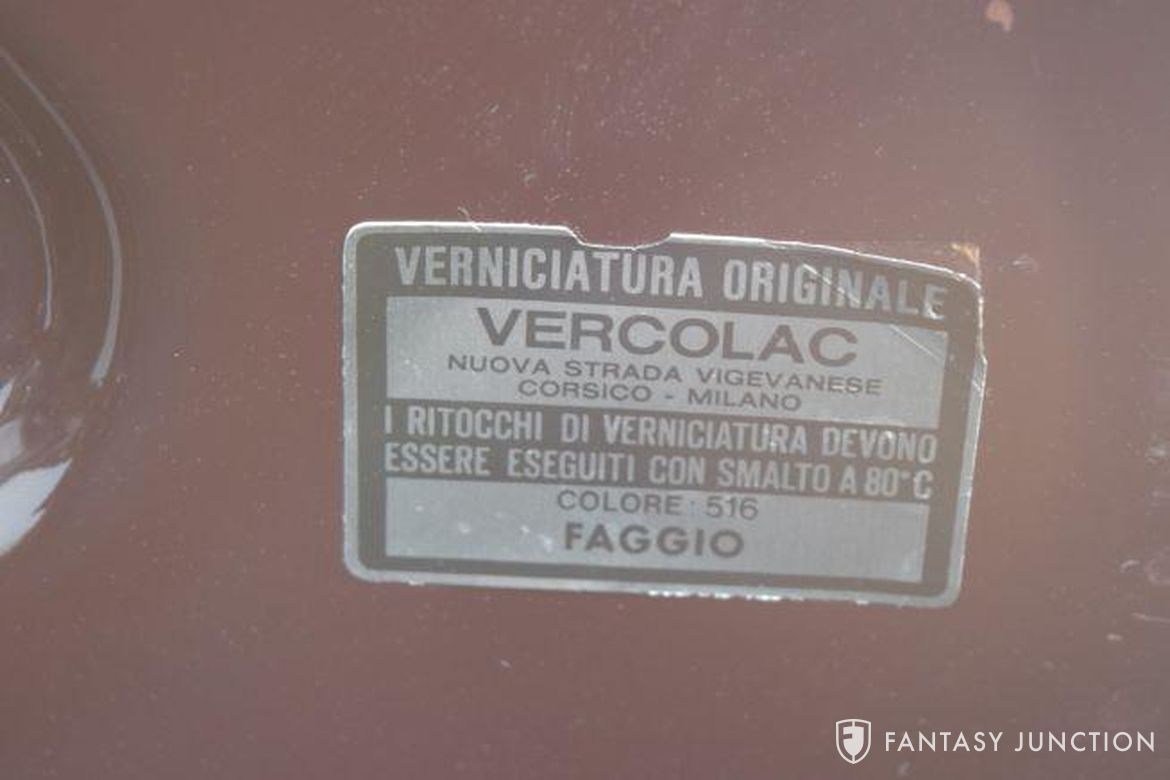 VERNICIATURA ORIGINALE
VERCOLAC
NUOVA STRADA VIGEVANESE
CORSICO - MILANO
I RITOCCHI DI VERNICIATURA DEVONO
ESSERE ESEGUITI CON SMALTO A 80°C
COLORE: 516
FAGGIO
FANTASY JUNCTION